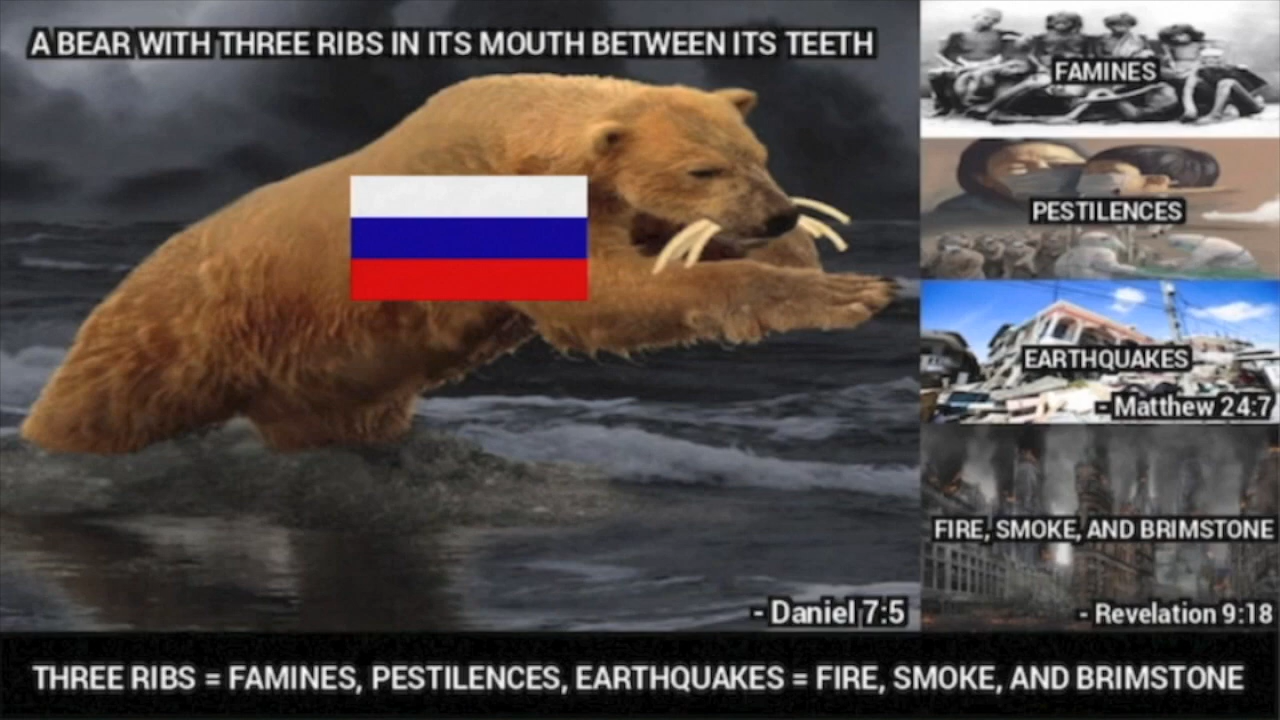 A BEAR WITH THREE RIBS IN ITS MOUTH BETWEEN ITS TEETH
- Daniel 7:5
FAMINES
PESTILENCES
EARTHQUAKES
- Matthew 24:7
FIRE, SMOKE, AND BRIMSTONE
- Revelation 9:18
THREE RIBS = FAMINES, PESTILENCES, EARTHQUAKES = FIRE, SMOKE, AND BRIMSTONE